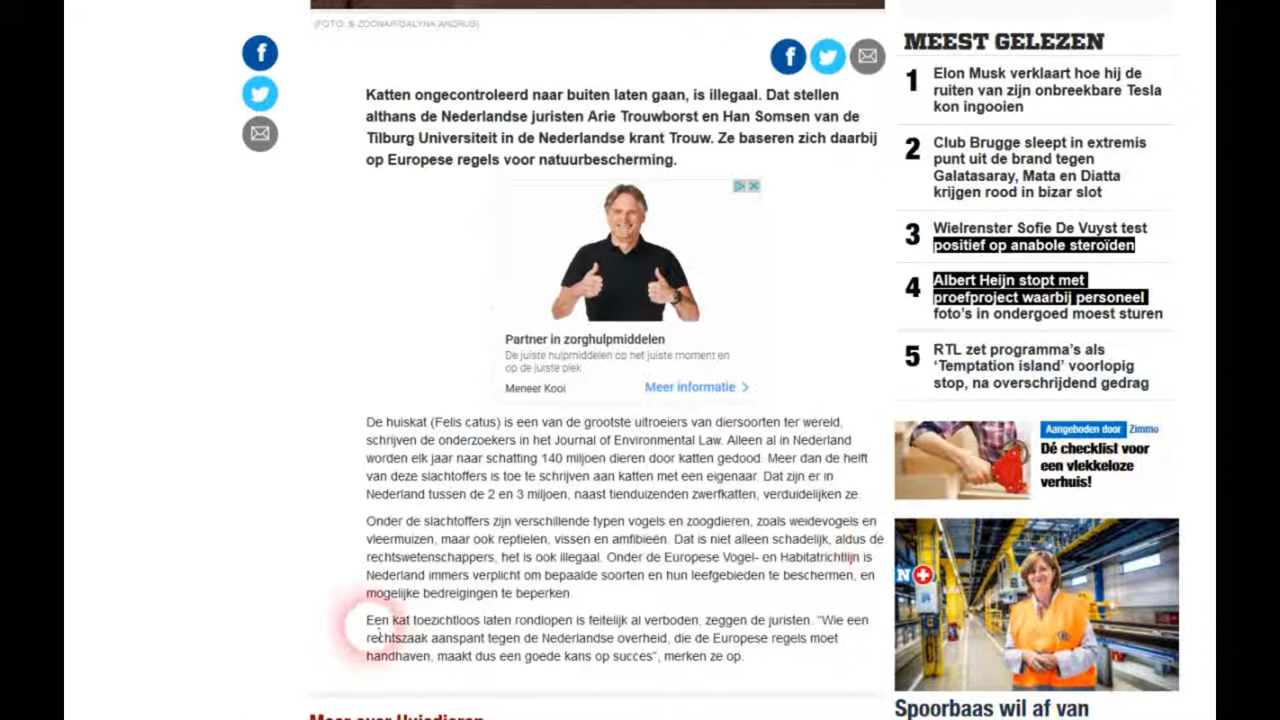 (FOTO: © ZOONAR/GALYNA ANDRUS)
Katten ongecontroleerd naar buiten laten gaan, is illegaal. Dat stellen
althans de Nederlandse juristen Arie Trouwborst en Han Somsen van de
Tilburg Universiteit in de Nederlandse krant Trouw. Ze baseren zich daarbij
op Europese regels voor natuurbescherming.
Partner in zorghulpmiddelen
De juiste hulpmiddelen op het juiste moment en
op de juiste plek
Meneer Kooi
Meer informatie
De huiskat (Felis catus) is een van de grootste uitroeiers van diersoorten ter wereld,
schrijven de onderzoekers in het Journal of Environmental Law. Alleen al in Nederland
worden elk jaar naar schatting 140 miljoen dieren door katten gedood. Meer dan de helft
van deze slachtoffers is toe te schrijven aan katten met een eigenaar. Dat zijn er in
Nederland tussen de 2 en 3 miljoen, naast tienduizenden zwerfkatten, verduidelijken ze.
Onder de slachtoffers zijn verschillende typen vogels en zoogdieren, zoals weidevogels en
vleermuizen, maar ook reptielen, vissen en amfibieën. Dat is niet alleen schadelijk, aldus de
rechtswetenschappers, het is ook illegaal. Onder de Europese Vogel- en Habitatrichtlijn is
Nederland immers verplicht om bepaalde soorten en hun leefgebieden te beschermen, en
mogelijke bedreigingen te beperken.
Een kat toezichtloos laten rondlopen is feitelijk al verboden, zeggen de juristen. “Wie een
rechtszaak aanspant tegen de Nederlandse overheid, die de Europese regels moet
handhaven, maakt dus een goede kans op succes”, merken ze op.
Meer over Huisdieren
MEEST GELEZEN
1 Elon Musk verklaart hoe hij de
ruiten van zijn onbreekbare Tesla
kon ingooien
2 Club Brugge sleept in extremis
punt uit de brand tegen
Galatasaray, Mata en Diatta
krijgen rood in bizar slot
3 Wielrenster Sofie De Vuyst test
positief op anabole steroïden
4 Albert Heijn stopt met
proefproject waarbij personeel
foto’s in ondergoed moest sturen
5 RTL zet programma’s als
‘Temptation island’ voorlopig
stop, na overschrijdend gedrag
Aangeboden door Zimmo
Dé checklist voor
een vlekkeloze
verhuis!
N+
Spoorbaas wil af van